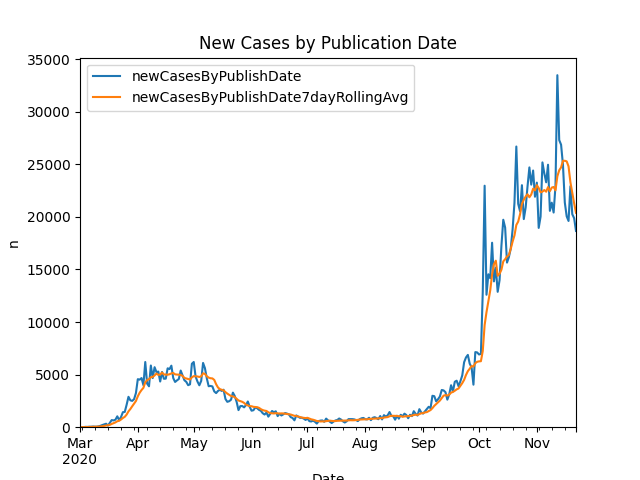 New Cases by Publication Date
newCasesByPublishDate
newCasesByPublishDate7dayRollingAvg
35000
30000
25000
20000
15000
10000
5000
0
n
Mar Apr May Jun Jul Aug Sep Oct Nov
2020
Date